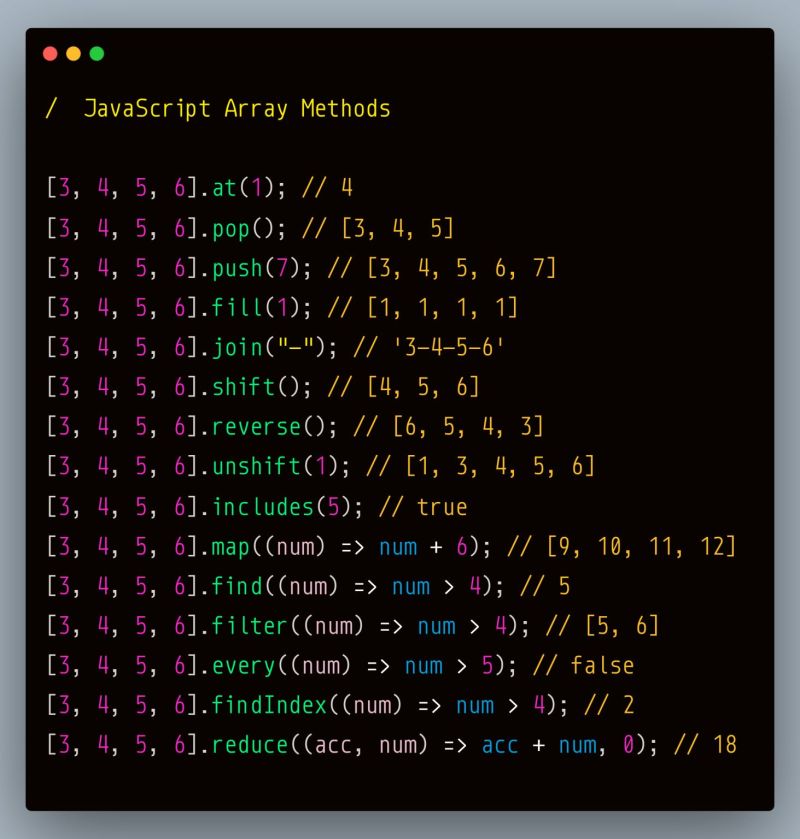 /  JavaScript Array Methods
[3, 4, 5, 6].at(1); // 4
[3, 4, 5, 6].pop(); // [3, 4, 5]
[3, 4, 5, 6].push(7); // [3, 4, 5, 6, 7]
[3, 4, 5, 6].fill(1); // [1, 1, 1, 1]
[3, 4, 5, 6].join("-"); // '3-4-5-6'
[3, 4, 5, 6].shift(); // [4, 5, 6]
[3, 4, 5, 6].reverse(); // [6, 5, 4, 3]
[3, 4, 5, 6].unshift(1); // [1, 3, 4, 5, 6]
[3, 4, 5, 6].includes(5); // true
[3, 4, 5, 6].map((num) => num + 6); // [9, 10, 11, 12]
[3, 4, 5, 6].find((num) => num > 4); // 5
[3, 4, 5, 6].filter((num) => num > 4); // [5, 6]
[3, 4, 5, 6].every((num) => num > 5); // false
[3, 4, 5, 6].findIndex((num) => num > 4); // 2
[3, 4, 5, 6].reduce((acc, num) => acc + num, 0); // 18